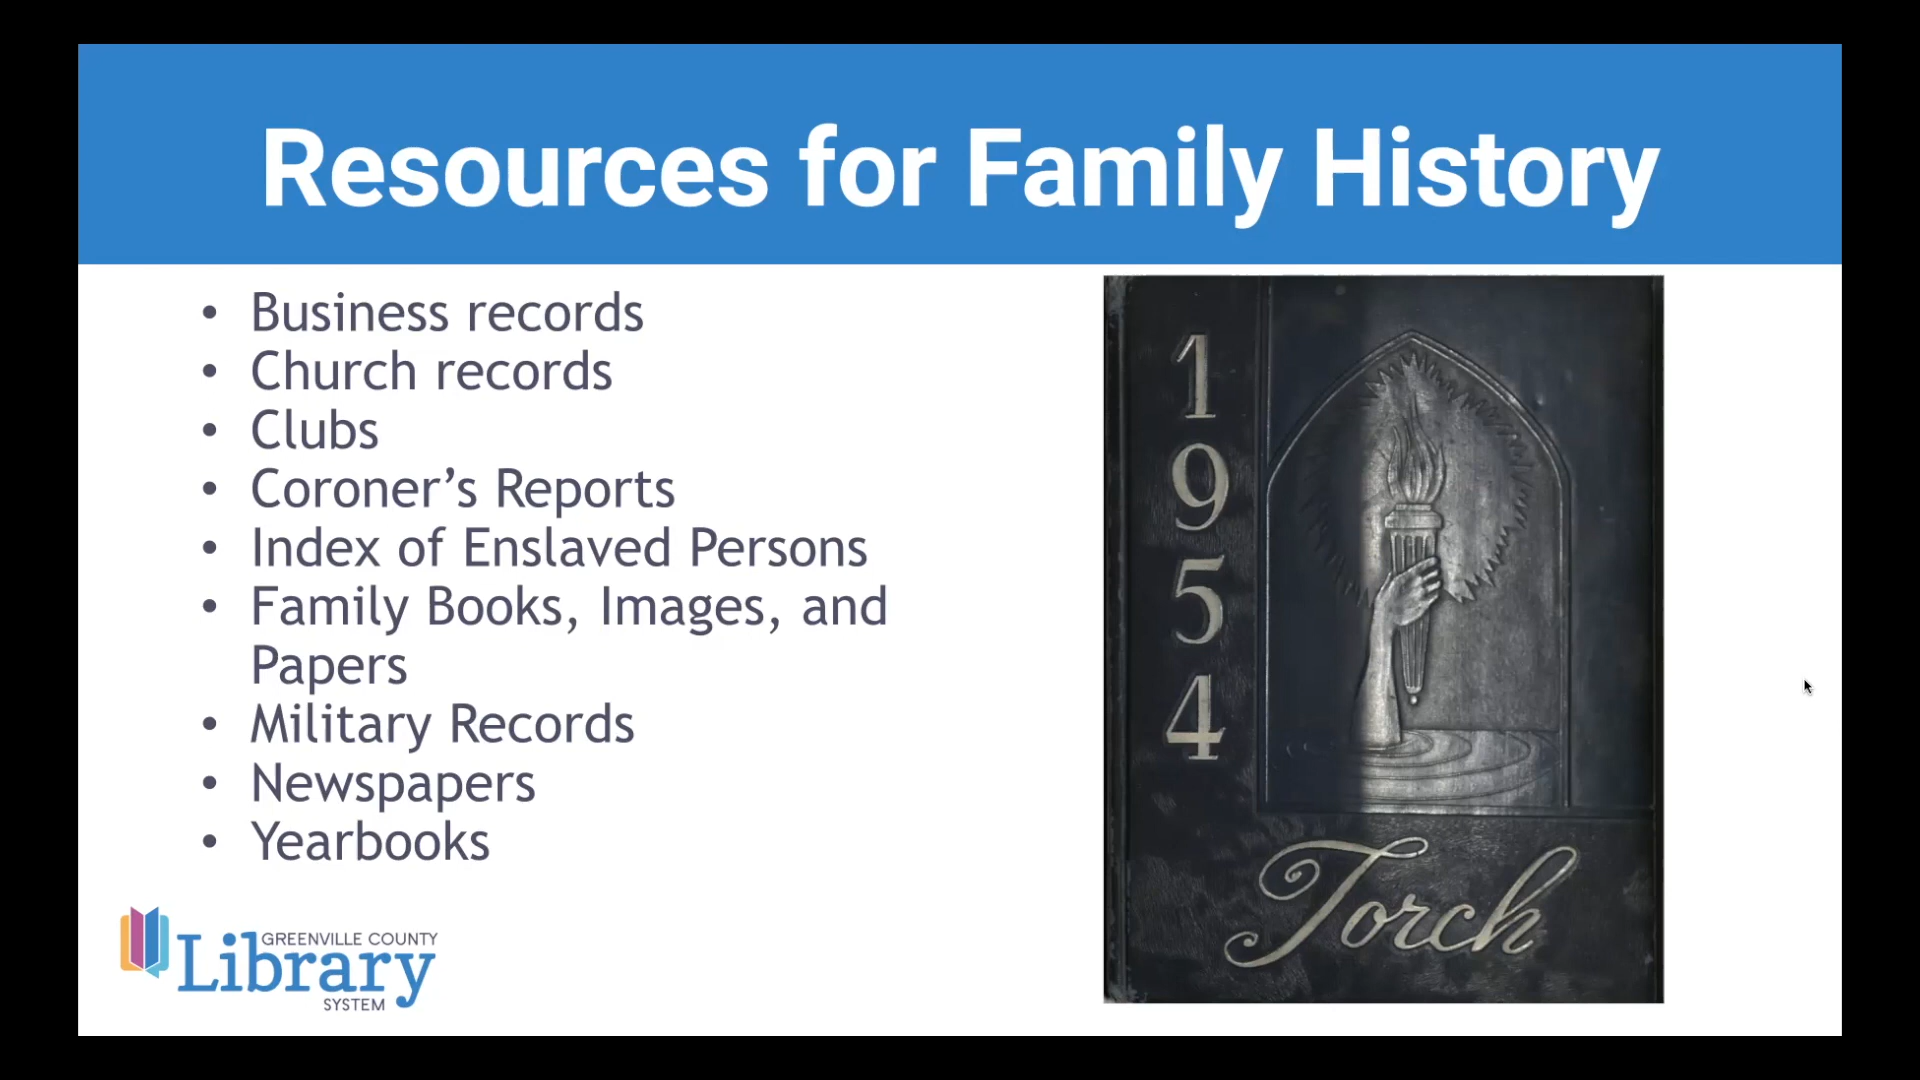 Resources for Family History
• Business records
• Church records
• Clubs
• Coroner’s Reports
• Index of Enslaved Persons
• Family Books, Images, and
Papers
• Military Records
• Newspapers
• Yearbooks
1
9
5
4
Torch
GREENVILLE COUNTY
Library
SYSTEM